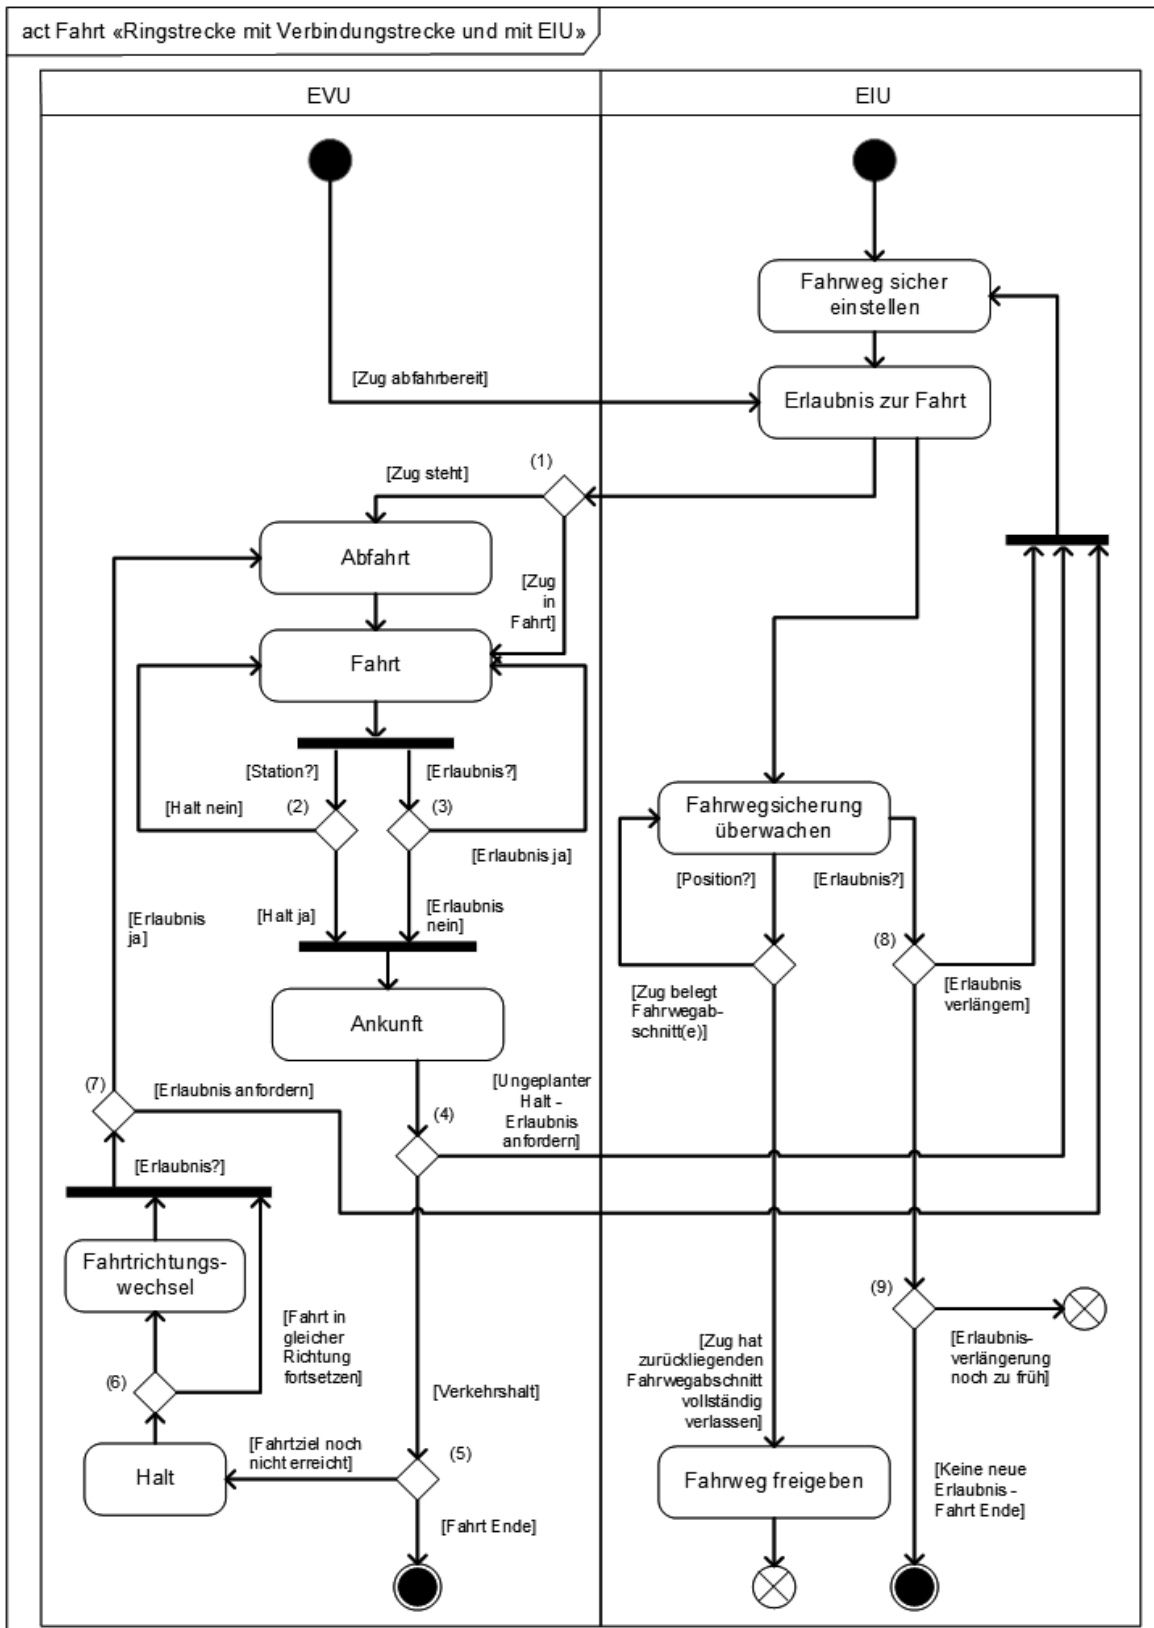 act Fahrt «Ringstrecke mit Verbindungstrecke und mit EIU»
EVU
EIU
Fahrweg sicher
einstellen
[Zug abfahrbereit]
Erlaubnis zur Fahrt
(1)
[Zug steht]
Abfahrt
[Zug
in
Fahrt]
Fahrt
[Station?]
[Erlaubnis?]
[Halt nein]
(2)
(3)
[Erlaubnis ja]
Fahrwegsicherung
überwachen
[Position?]
[Erlaubnis?]
[Erlaubnis
ja]
[Halt ja]
[Erlaubnis
nein]
(8)
[Zug belegt
Fahrwegab-
schnitt(e)]
[Erlaubnis
verlängern]
Ankunft
(7)
[Erlaubnis anfordern]
(4)
[Ungeplanter
Halt -
Erlaubnis
anfordern]
[Erlaubnis?]
Fahrtrichtungs-
wechsel
(9)
[Fahrt in
gleicher
Richtung
fortsetzen]
(6)
[Zug hat
zurückliegenden
Fahrwegabschnitt
vollständig
verlassen]
[Erlaubnis-
verlängerung
noch zu früh]
[Verkehrshalt]
[Fahrtziel noch
nicht erreicht]
(5)
Halt
Fahrweg freigeben
[Keine neue
Erlaubnis -
Fahrt Ende]
[Fahrt Ende]